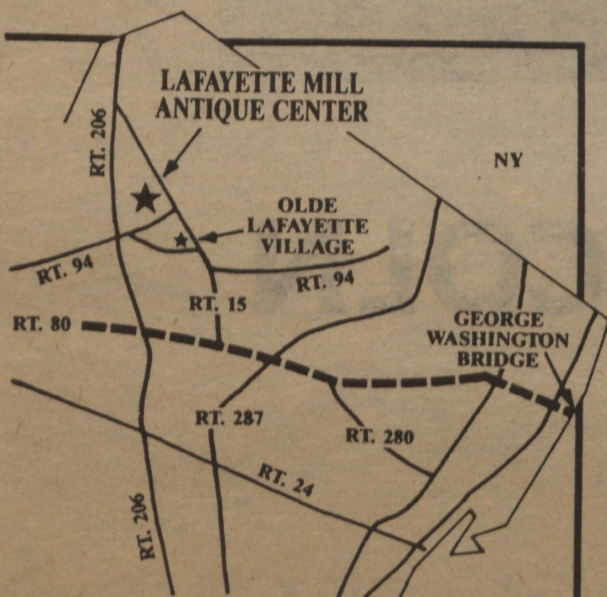 LAFAYETTE MILL
ANTIQUE CENTER
RT. 206
NY
OLDE
LAFAYETTE
VILLAGE
RT. 94
RT. 94
RT. 15
RT. 80
GEORGE
WASHINGTON
BRIDGE
RT. 287
RT. 280
RT. 24
RT. 206